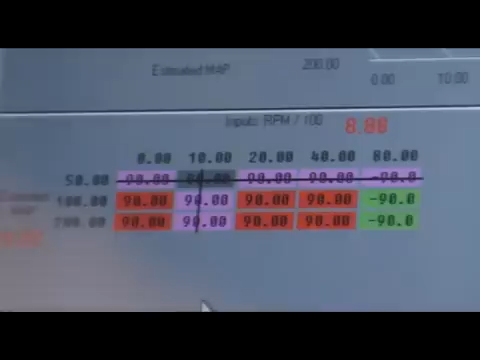 Estimated MAP 200.00
0.00 10.00
Inputs RPM / 100 8.80
0.00 10.00 20.00 40.00 80.00
50.00 90.00 90.00 90.00 -90.0
100.00 90.00 90.00 90.00 90.00 -90.0
200.00 90.00 90.00 90.00 90.00 -90.0